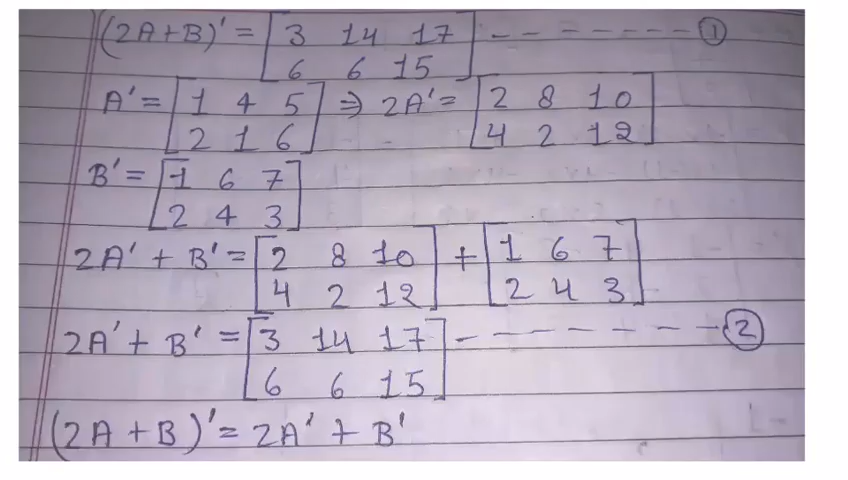 (2A+B)' = [3 14 17 - - - - - - - - ①
6 6 15]
A' = [1 4 5 ⇒ 2A' = [2 8 10
2 1 6] 4 2 12]
B' = [1 6 7
2 4 3]
2A' + B' = [2 8 10 + [1 6 7
4 2 12] 2 4 3]
2A' + B' = [3 14 17 - - - - - - - ②
6 6 15]
(2A + B)' = 2A' + B'